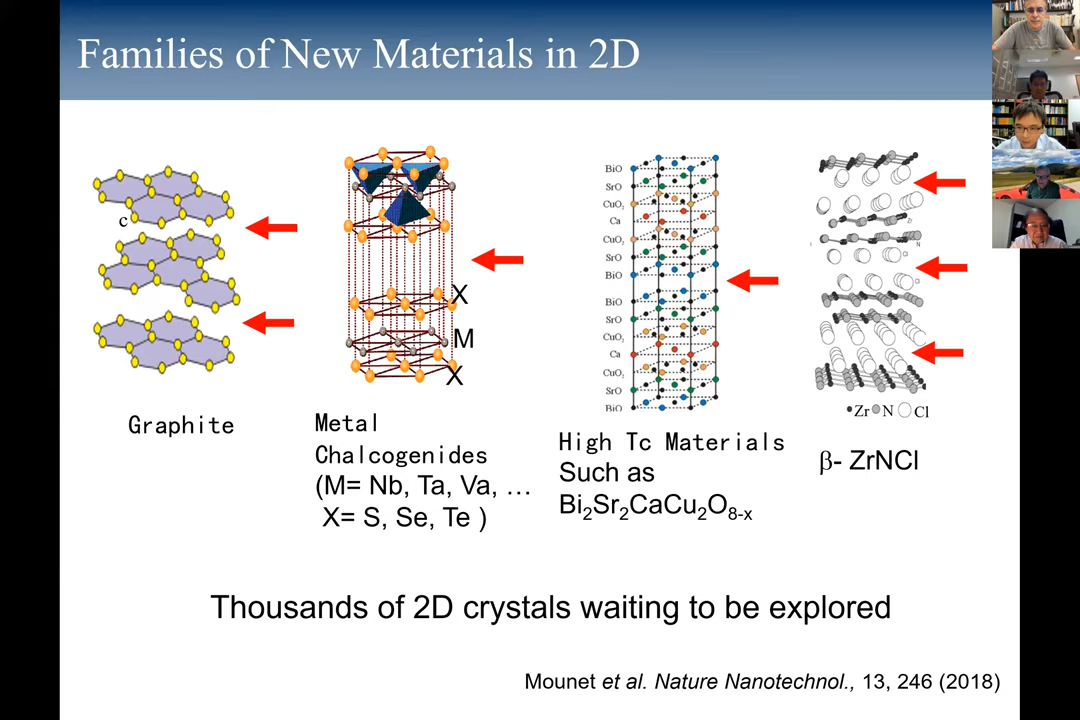 Families of New Materials in 2D
c
X
M
X
BiO
SrO
CuO₂
Ca
CuO₂
SrO
BiO
BiO
SrO
CuO₂
Ca
CuO₂
SrO
BiO
Zr N Cl
Graphite
Metal
Chalcogenides
(M= Nb, Ta, Va, …
X= S, Se, Te )
High Tc Materials
Such as
Bi₂Sr₂CaCu₂O₈₋ₓ
β- ZrNCl
Thousands of 2D crystals waiting to be explored
Mounet et al. Nature Nanotechnol., 13, 246 (2018)